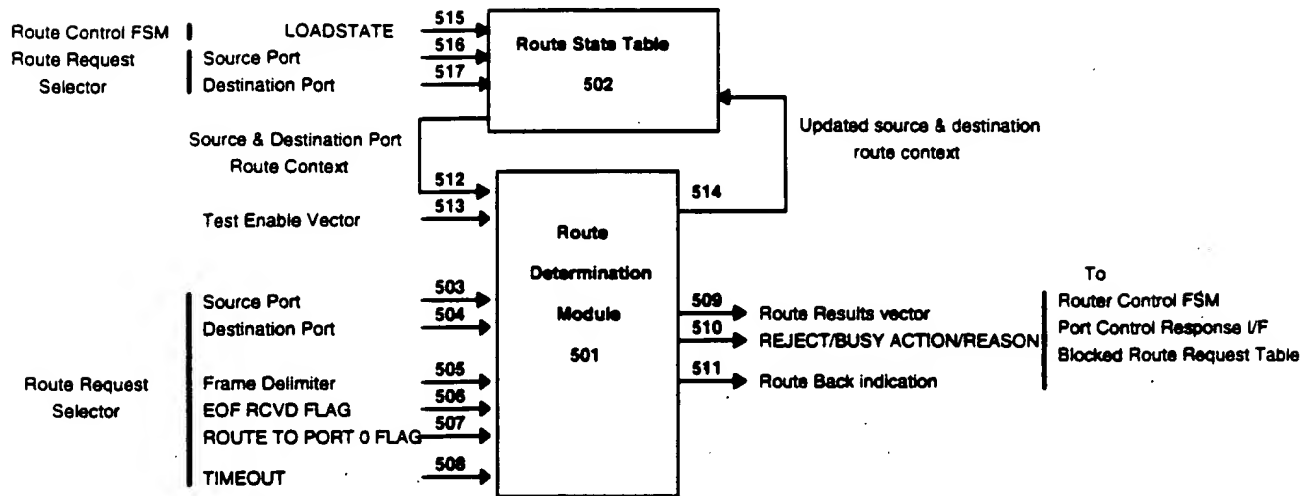 Route Control FSM LOADSTATE 515
Route State Table
Route Request Source Port 516
Selector Destination Port 517
502
Source & Destination Port
Route Context
Updated source & destination
route context
512
514
Test Enable Vector 513
Route
Determination
Module
501
Source Port 503
Destination Port 504
Route Request
Selector
Frame Delimiter 505
EOF RCVD FLAG 506
ROUTE TO PORT 0 FLAG 507
TIMEOUT 508
509 Route Results vector
510 REJECT/BUSY ACTION/REASON
511 Route Back indication
To
Router Control FSM
Port Control Response I/F
Blocked Route Request Table